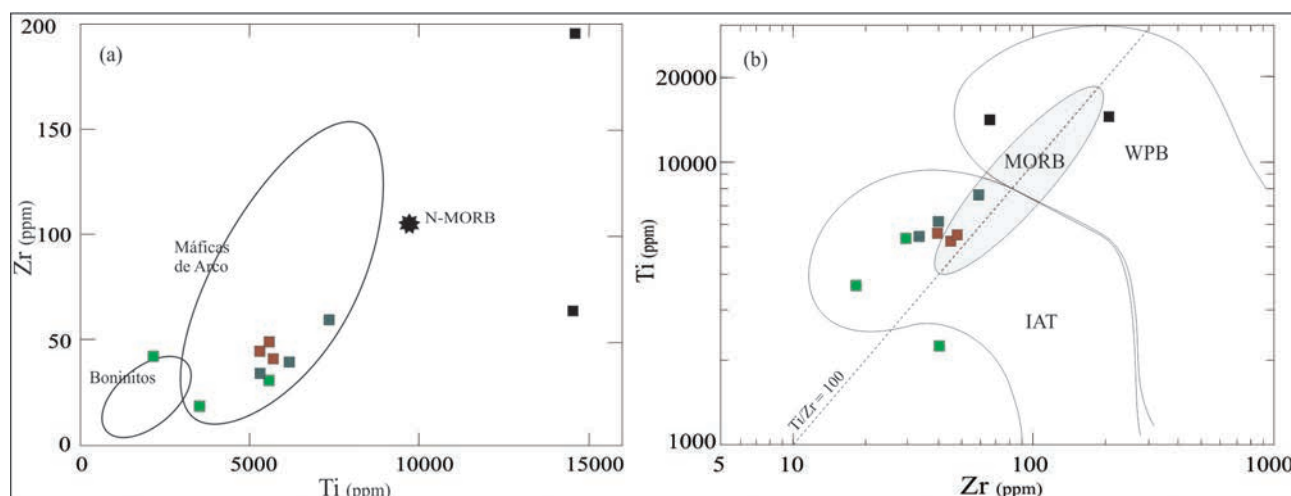 (a)
200
150
100
50
0
Zr (ppm)
N-MORB
Máficas
de Arco
Boninitos
0 5000 10000 15000
Ti (ppm)
(b)
20000
10000
1000
Ti (ppm)
MORB
WPB
IAT
Ti/Zr = 100
5 10 100 1000
Zr (ppm)